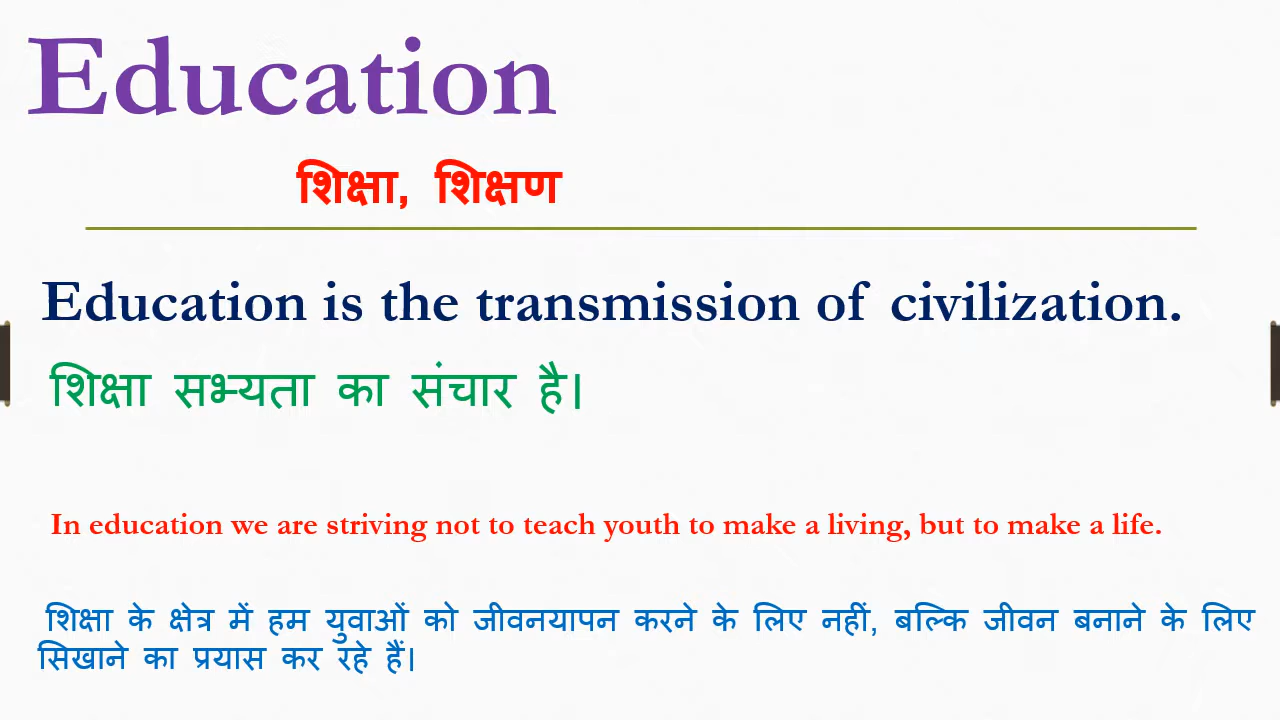 Education
शिक्षा, शिक्षण
Education is the transmission of civilization.
शिक्षा सभ्यता का संचार है।
In education we are striving not to teach youth to make a living, but to make a life.
शिक्षा के क्षेत्र में हम युवाओं को जीवनयापन करने के लिए नहीं, बल्कि जीवन बनाने के लिए
सिखाने का प्रयास कर रहे हैं।